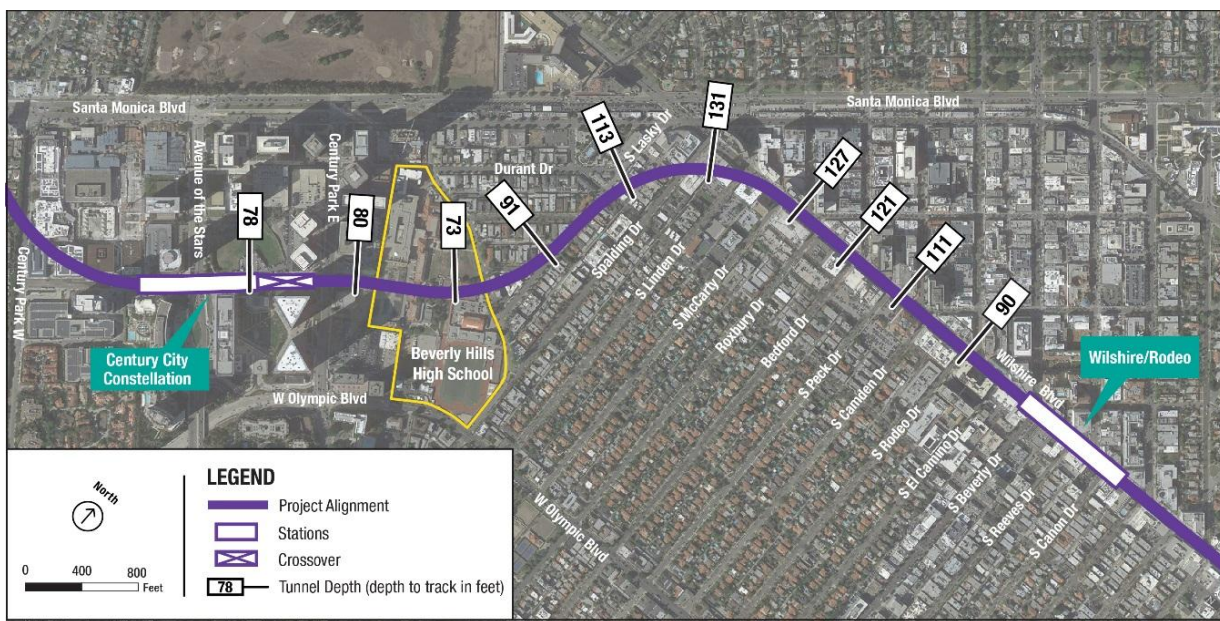 Santa Monica Blvd
Santa Monica Blvd
Avenue of the Stars
Century Park E
Century Park W
Durant Dr
S Lasky Dr
113
131
127
121
111
90
91
73
80
78
Spalding Dr
S Linden Dr
S McCarty Dr
Roxbury Dr
Bedford Dr
S Peck Dr
S Camden Dr
S Rodeo Dr
S El Camino Dr
S Beverly Dr
S Reeves Dr
S Canon Dr
Wilshire Blvd
Wilshire/Rodeo
Century City
Constellation
Beverly Hills
High School
W Olympic Blvd
W Olympic Blvd
North
0 400 800
Feet
LEGEND
Project Alignment
Stations
Crossover
78 Tunnel Depth (depth to track in feet)